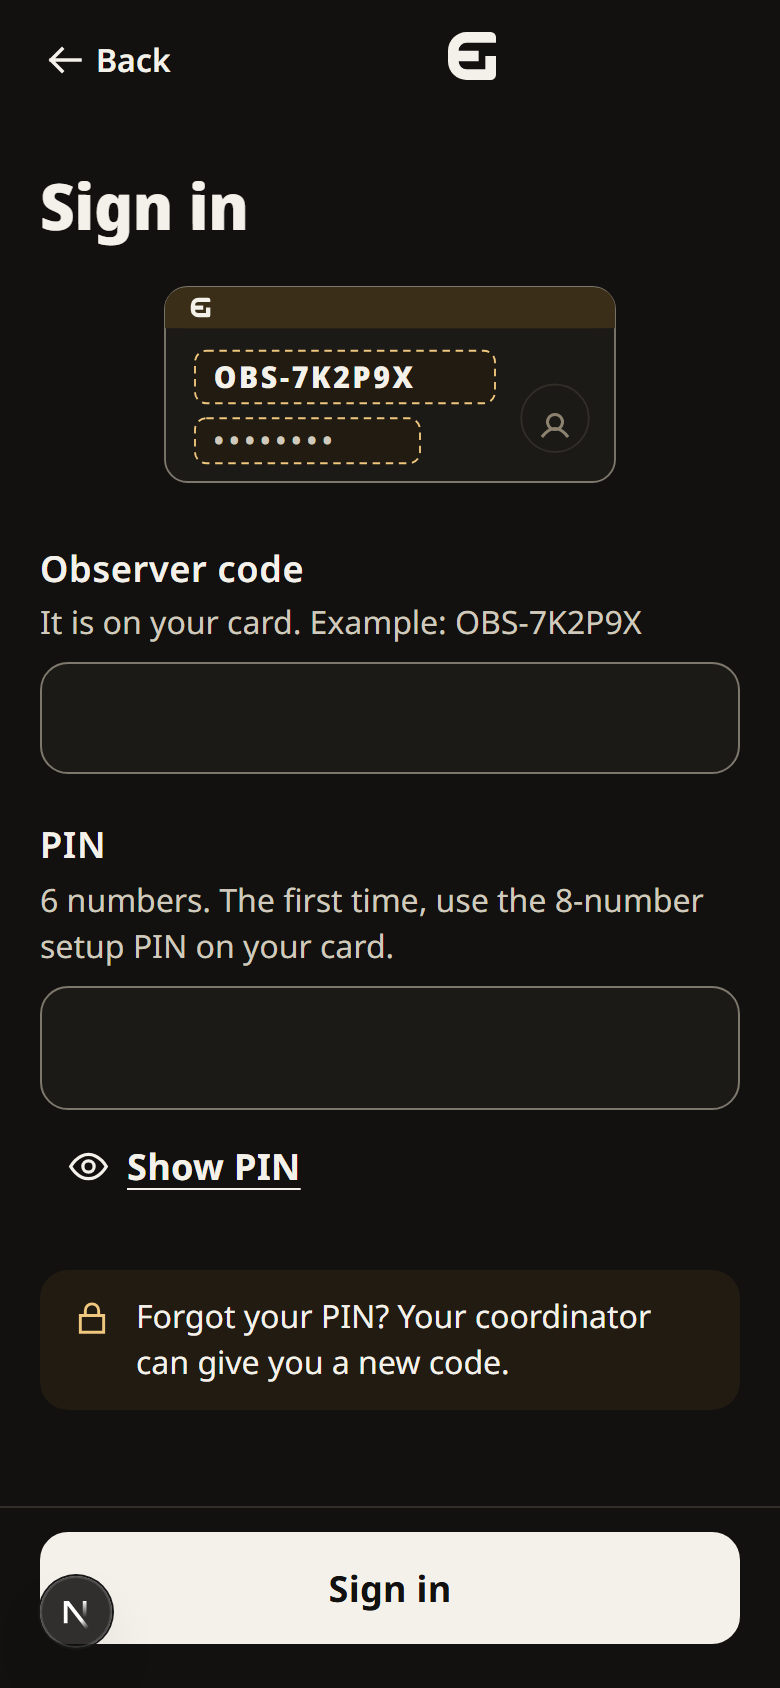 Back
Sign in
OBS-7K2P9X
••••••••
Observer code
It is on your card. Example: OBS-7K2P9X
PIN
6 numbers. The first time, use the 8-number
setup PIN on your card.
Show PIN
Forgot your PIN? Your coordinator
can give you a new code.
Sign in
N